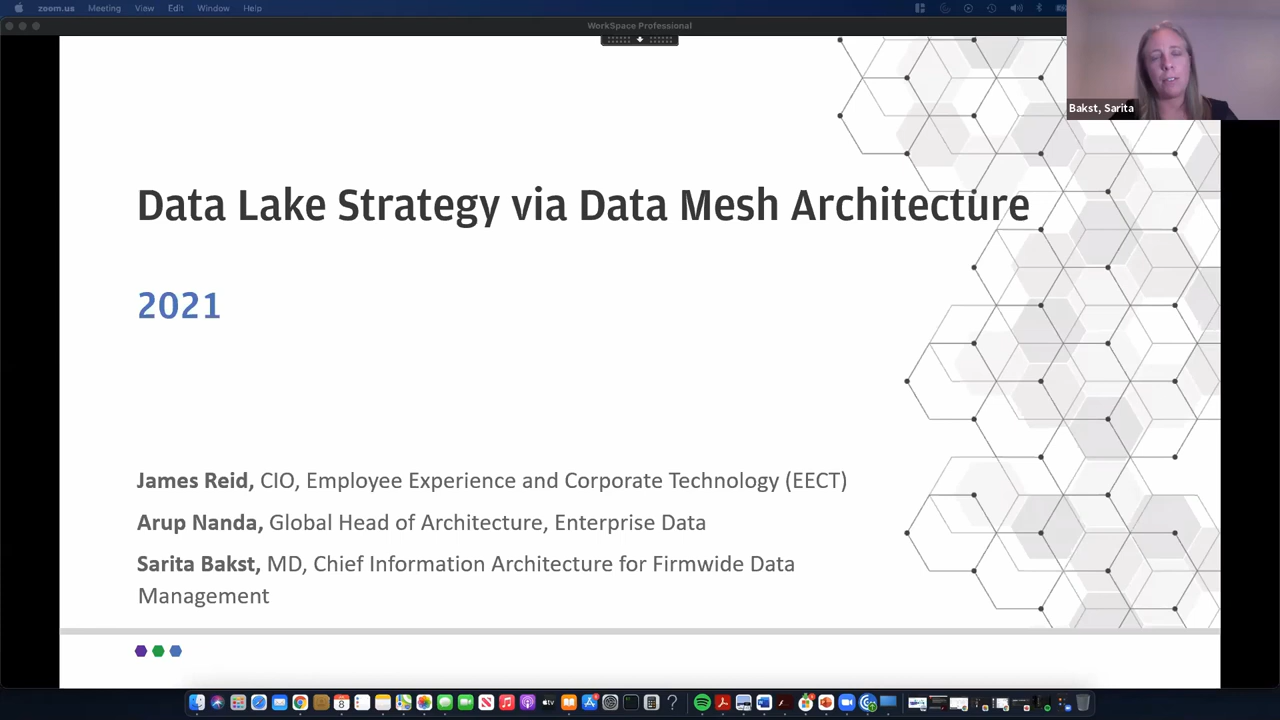 zoom.us Meeting View Edit Window Help
WorkSpace Professional
Bakst, Sarita
Data Lake Strategy via Data Mesh Architecture
2021
James Reid, CIO, Employee Experience and Corporate Technology (EECT)
Arup Nanda, Global Head of Architecture, Enterprise Data
Sarita Bakst, MD, Chief Information Architecture for Firmwide Data
Management